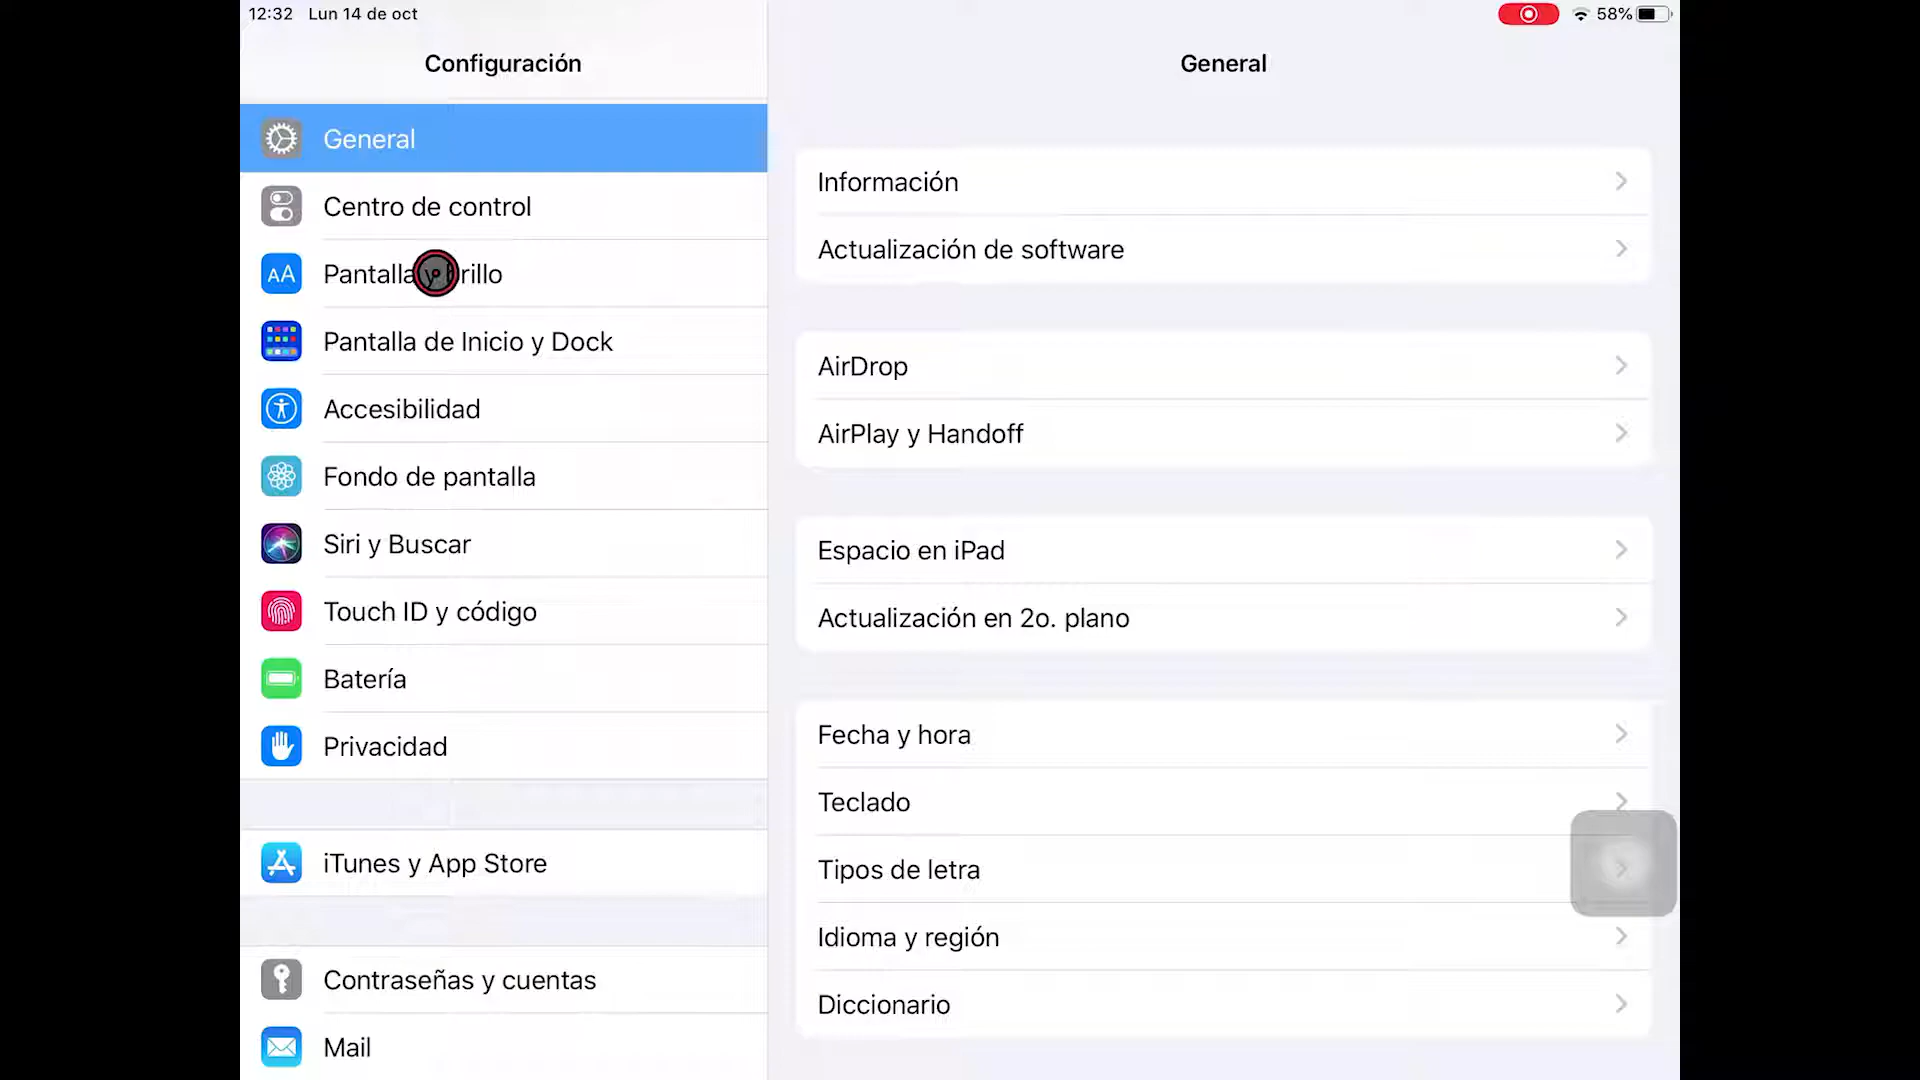 12:32 Lun 14 de oct
58%
Configuración
General
General
Centro de control
AA Pantalla y brillo
Pantalla de Inicio y Dock
Accesibilidad
Fondo de pantalla
Siri y Buscar
Touch ID y código
Batería
Privacidad
iTunes y App Store
Contraseñas y cuentas
Mail
Información
Actualización de software
AirDrop
AirPlay y Handoff
Espacio en iPad
Actualización en 2o. plano
Fecha y hora
Teclado
Tipos de letra
Idioma y región
Diccionario